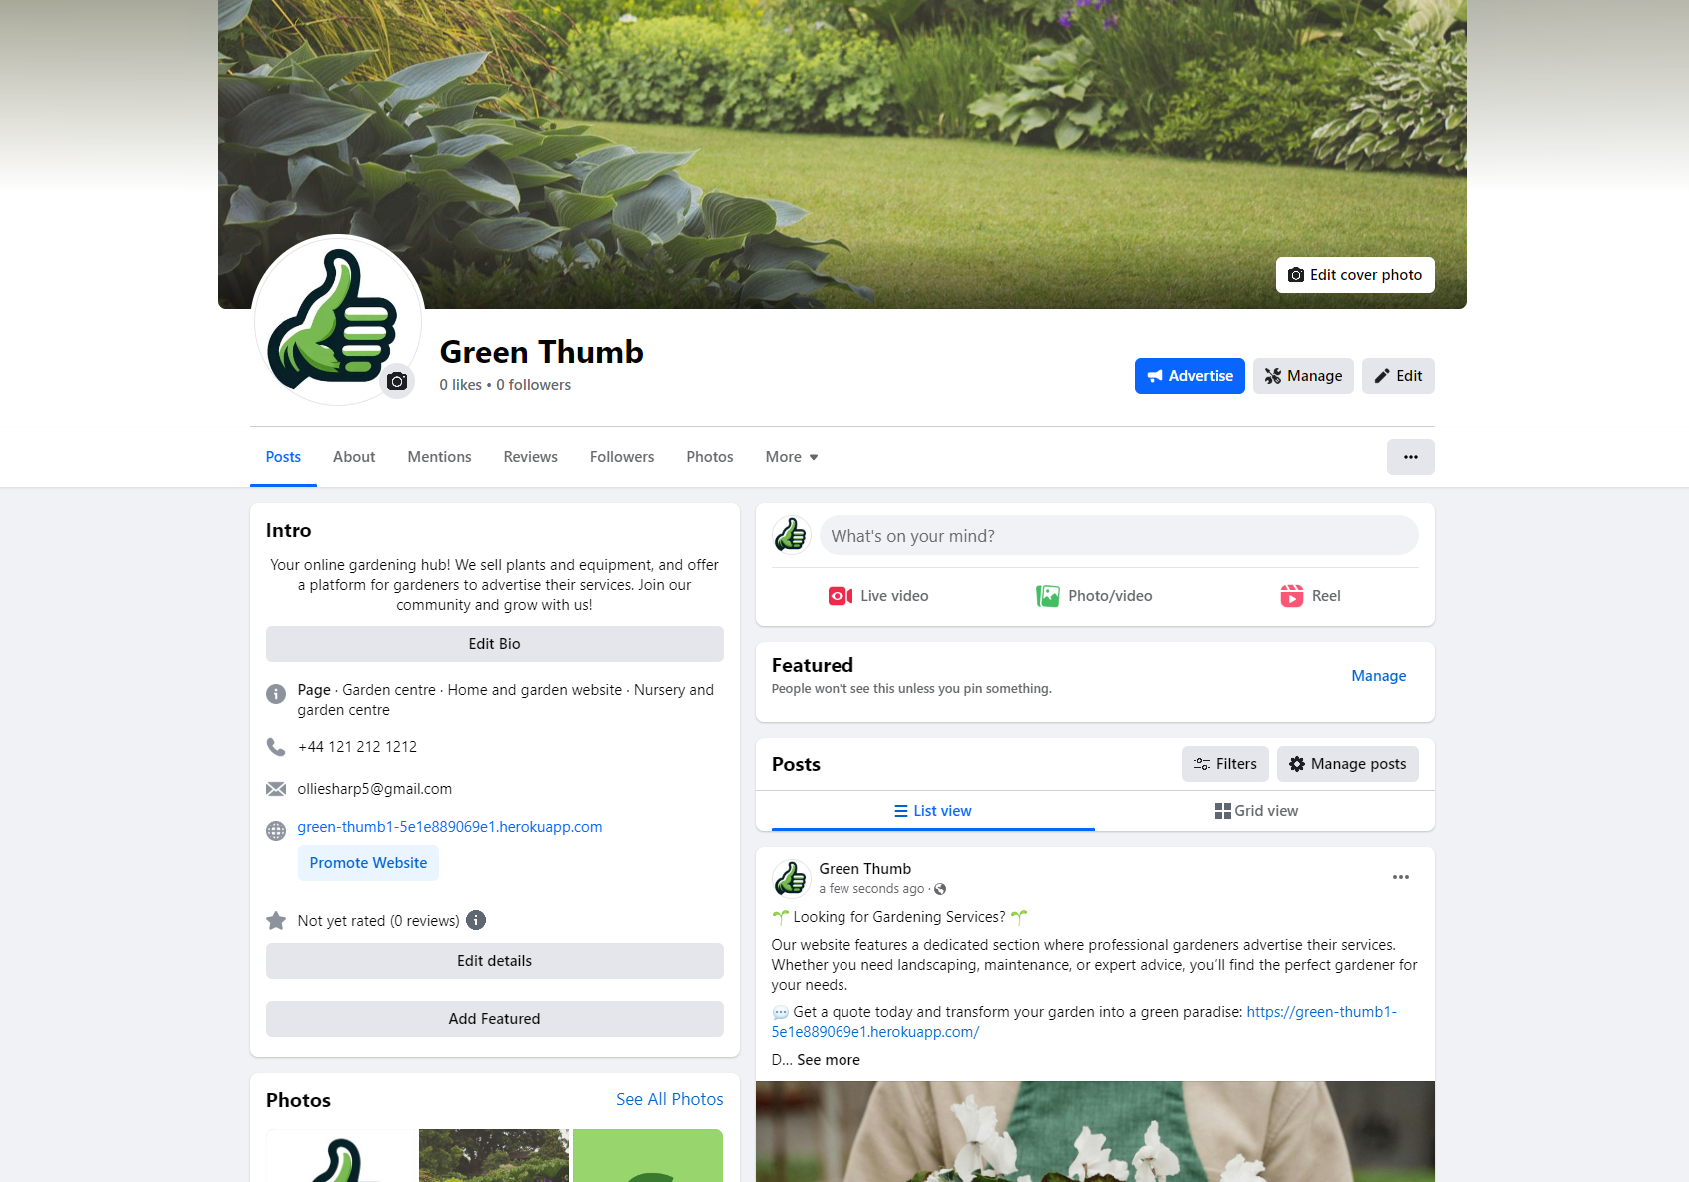 Edit cover photo
Green Thumb
0 likes • 0 followers
Advertise
Manage
Edit
Posts
About
Mentions
Reviews
Followers
Photos
More
Intro
Your online gardening hub! We sell plants and equipment, and offer
a platform for gardeners to advertise their services. Join our
community and grow with us!
Edit Bio
Page · Garden centre · Home and garden website · Nursery and
garden centre
+44 121 212 1212
olliesharp5@gmail.com
green-thumb1-5e1e889069e1.herokuapp.com
Promote Website
Not yet rated (0 reviews)
Edit details
Add Featured
Photos
See All Photos
What's on your mind?
Live video
Photo/video
Reel
Featured
People won't see this unless you pin something.
Manage
Posts
Filters
Manage posts
List view
Grid view
Green Thumb
a few seconds ago ·
🌱 Looking for Gardening Services? 🌱
Our website features a dedicated section where professional gardeners advertise their services.
Whether you need landscaping, maintenance, or expert advice, you’ll find the perfect gardener for
your needs.
💬 Get a quote today and transform your garden into a green paradise: https://green-thumb1-
5e1e889069e1.herokuapp.com/
D... See more